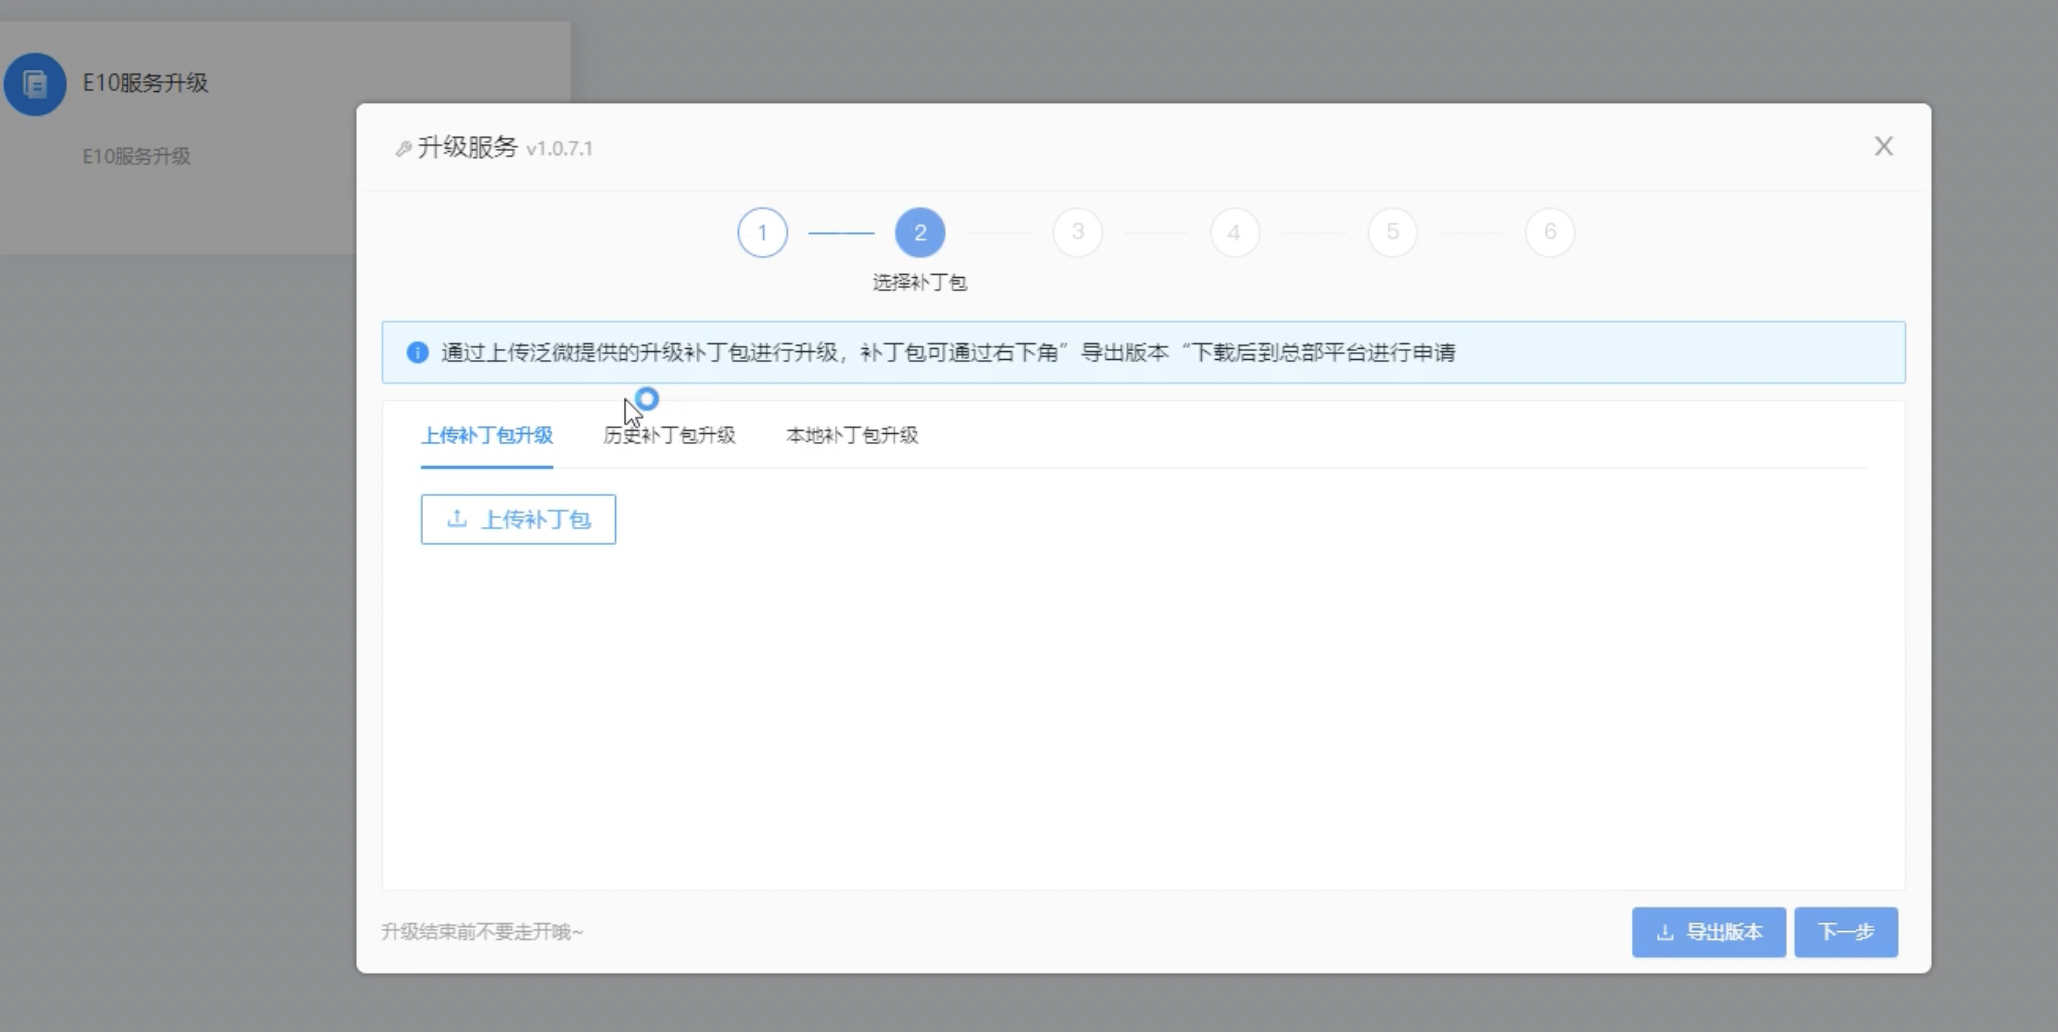 E10服务升级
E10服务升级
升级服务 v1.0.7.1
X
1 2 3 4 5 6
选择补丁包
通过上传泛微提供的升级补丁包进行升级，补丁包可通过右下角”导出版本“下载后到总部平台进行申请
上传补丁包升级 历史补丁包升级 本地补丁包升级
上传补丁包
升级结束前不要走开哦~
导出版本 下一步